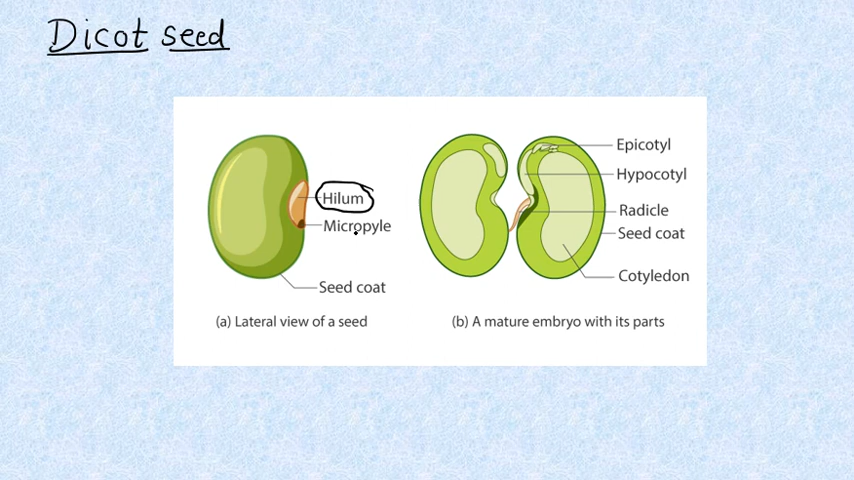 Dicot seed
Hilum
Micropyle
Seed coat
(a) Lateral view of a seed
Epicotyl
Hypocotyl
Radicle
Seed coat
Cotyledon
(b) A mature embryo with its parts